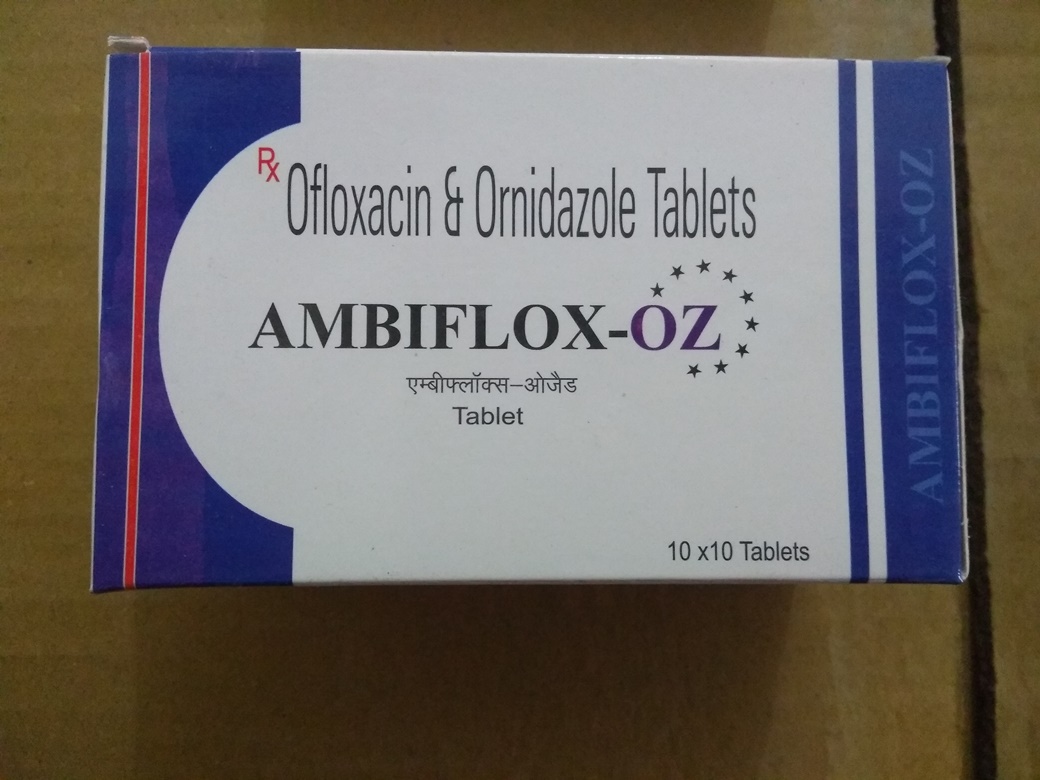 Rx Ofloxacin & Ornidazole Tablets
AMBIFLOX-OZ
एम्बीफ्लॉक्स–ओजैड
Tablet
10 x10 Tablets
AMBIFLOX-OZ